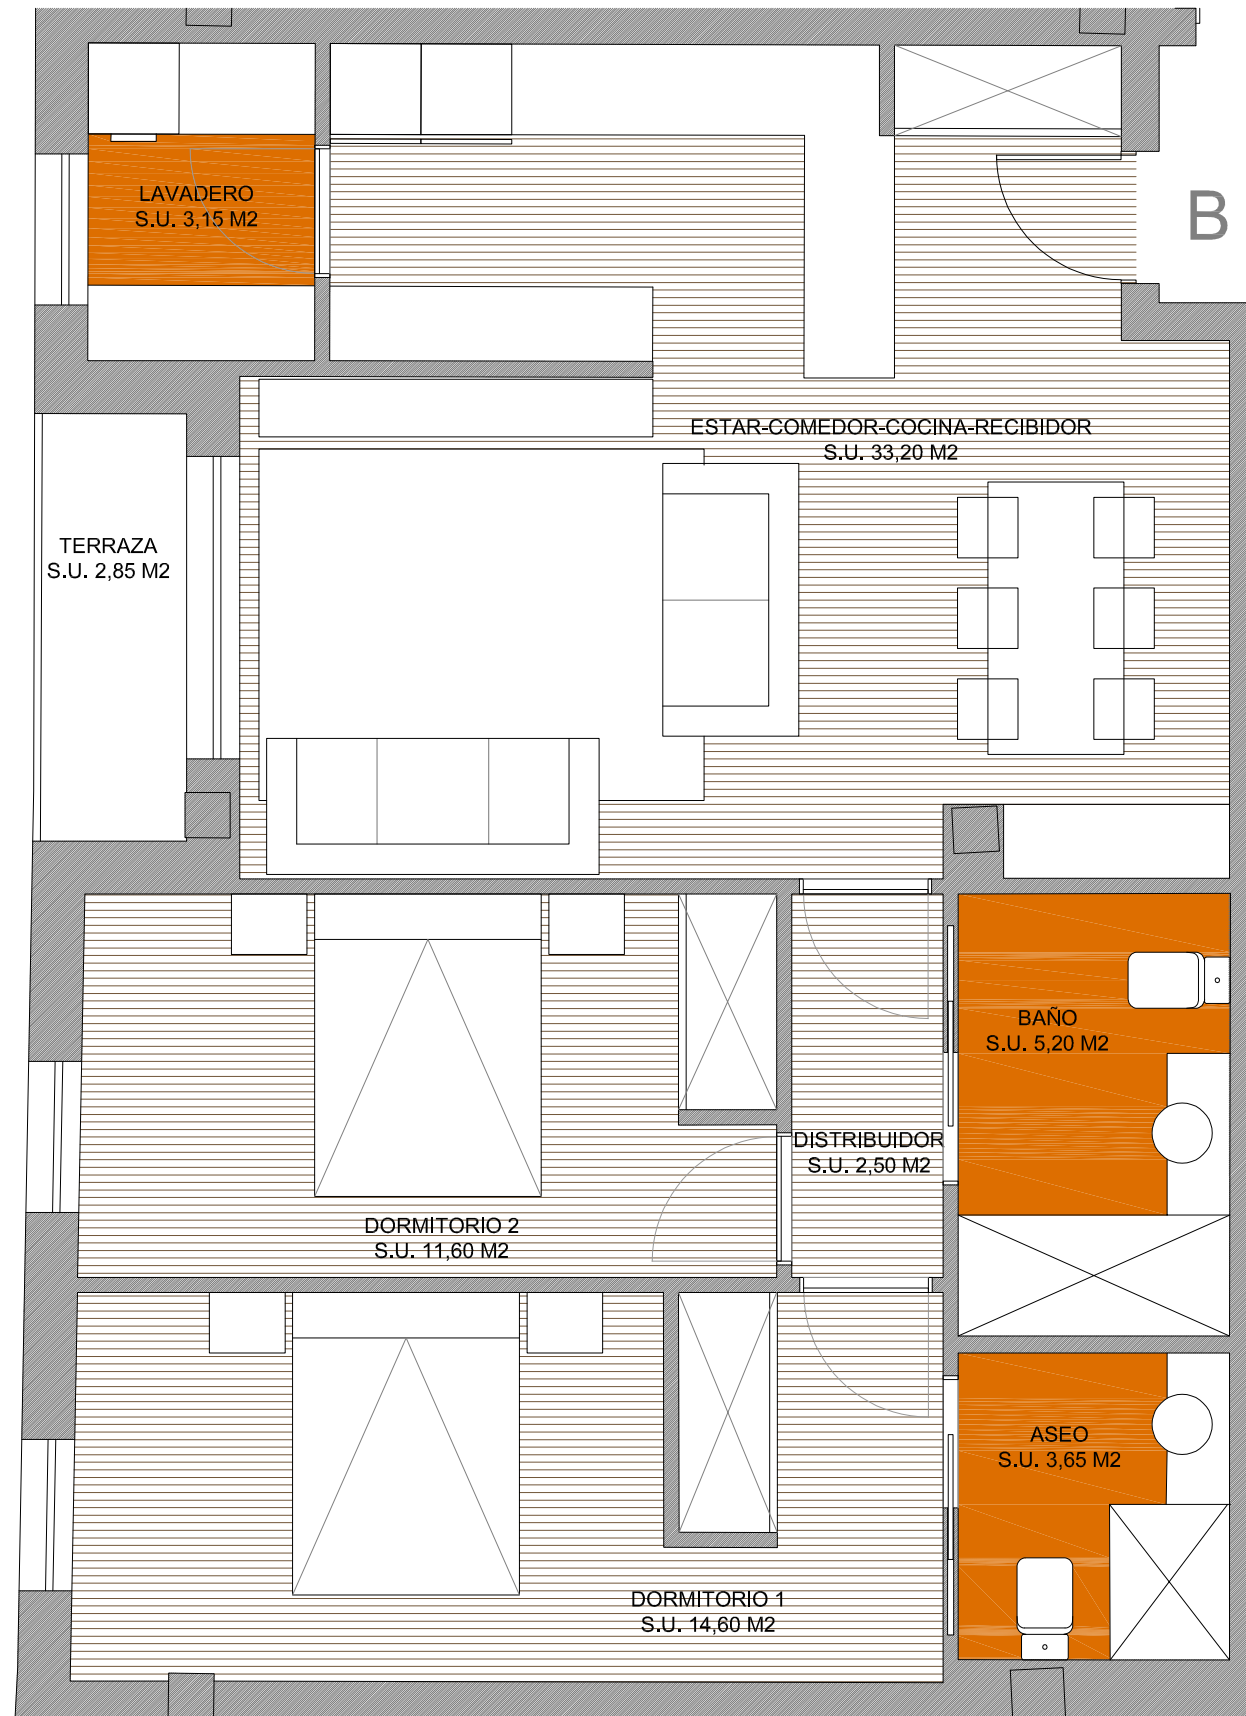 LAVADERO
S.U. 3,15 M2
B
ESTAR-COMEDOR-COCINA-RECIBIDOR
S.U. 33,20 M2
TERRAZA
S.U. 2,85 M2
BAÑO
S.U. 5,20 M2
DISTRIBUIDOR
S.U. 2,50 M2
DORMITORIO 2
S.U. 11,60 M2
ASEO
S.U. 3,65 M2
DORMITORIO 1
S.U. 14,60 M2